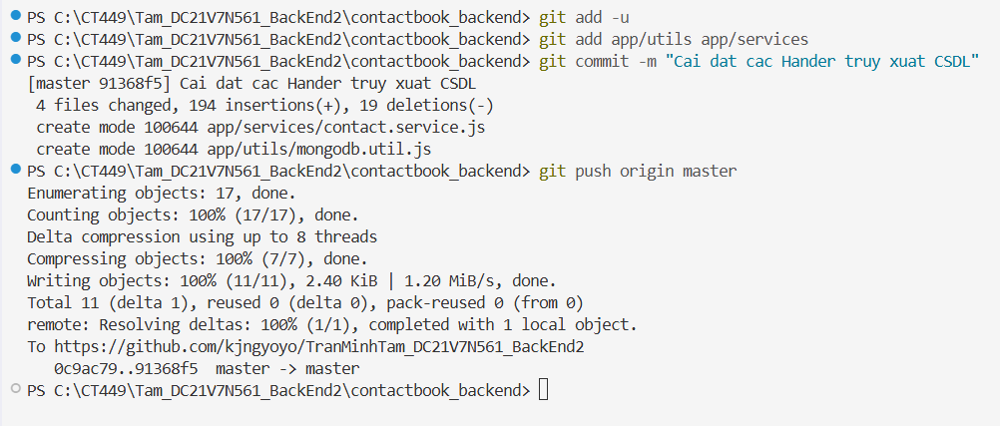 PS C:\CT449\Tam_DC21V7N561_BackEnd2\contactbook_backend> git add -u
PS C:\CT449\Tam_DC21V7N561_BackEnd2\contactbook_backend> git add app/utils app/services
PS C:\CT449\Tam_DC21V7N561_BackEnd2\contactbook_backend> git commit -m "Cai dat cac Hander truy xuat CSDL"
[master 91368f5] Cai dat cac Hander truy xuat CSDL
 4 files changed, 194 insertions(+), 19 deletions(-)
 create mode 100644 app/services/contact.service.js
 create mode 100644 app/utils/mongodb.util.js
PS C:\CT449\Tam_DC21V7N561_BackEnd2\contactbook_backend> git push origin master
Enumerating objects: 17, done.
Counting objects: 100% (17/17), done.
Delta compression using up to 8 threads
Compressing objects: 100% (7/7), done.
Writing objects: 100% (11/11), 2.40 KiB | 1.20 MiB/s, done.
Total 11 (delta 1), reused 0 (delta 0), pack-reused 0 (from 0)
remote: Resolving deltas: 100% (1/1), completed with 1 local object.
To https://github.com/kjngyoyo/TranMinhTam_DC21V7N561_BackEnd2
   0c9ac79..91368f5  master -> master
PS C:\CT449\Tam_DC21V7N561_BackEnd2\contactbook_backend>